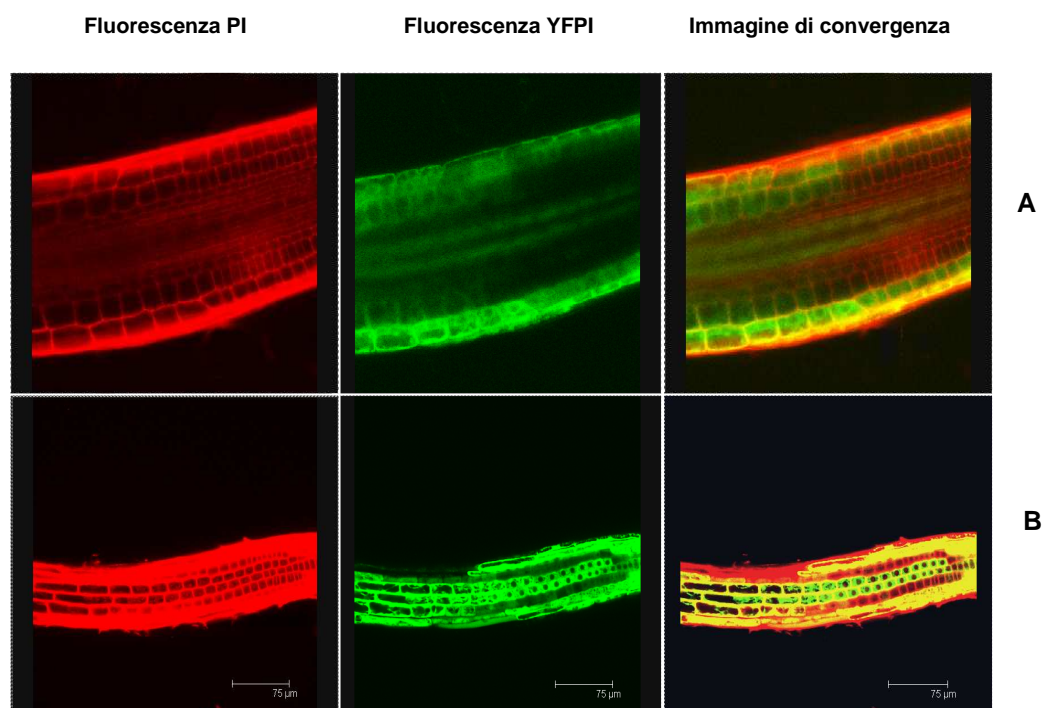 Fluorescenza PI Fluorescenza YFPI Immagine di convergenza
A
B
75 µm 75 µm 75 µm